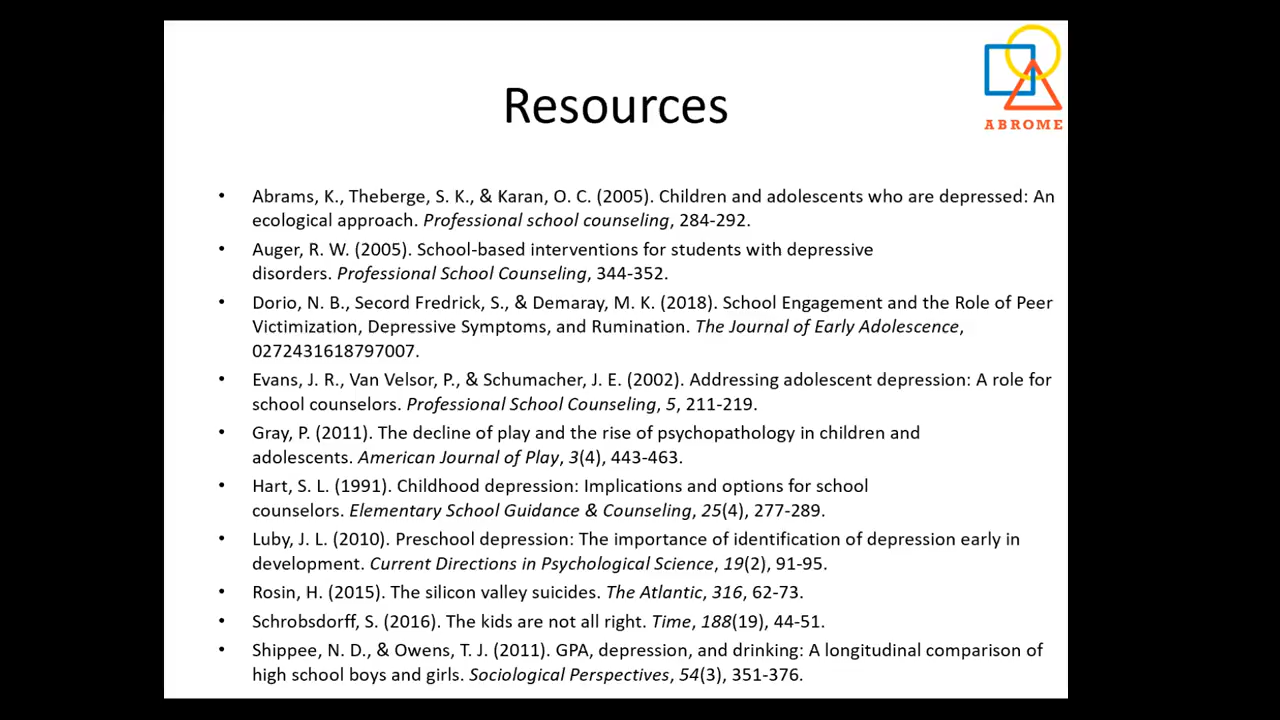 ABROME
Resources
• Abrams, K., Theberge, S. K., & Karan, O. C. (2005). Children and adolescents who are depressed: An
ecological approach. Professional school counseling, 284-292.
• Auger, R. W. (2005). School-based interventions for students with depressive
disorders. Professional School Counseling, 344-352.
• Dorio, N. B., Secord Fredrick, S., & Demaray, M. K. (2018). School Engagement and the Role of Peer
Victimization, Depressive Symptoms, and Rumination. The Journal of Early Adolescence,
0272431618797007.
• Evans, J. R., Van Velsor, P., & Schumacher, J. E. (2002). Addressing adolescent depression: A role for
school counselors. Professional School Counseling, 5, 211-219.
• Gray, P. (2011). The decline of play and the rise of psychopathology in children and
adolescents. American Journal of Play, 3(4), 443-463.
• Hart, S. L. (1991). Childhood depression: Implications and options for school
counselors. Elementary School Guidance & Counseling, 25(4), 277-289.
• Luby, J. L. (2010). Preschool depression: The importance of identification of depression early in
development. Current Directions in Psychological Science, 19(2), 91-95.
• Rosin, H. (2015). The silicon valley suicides. The Atlantic, 316, 62-73.
• Schrobsdorff, S. (2016). The kids are not all right. Time, 188(19), 44-51.
• Shippee, N. D., & Owens, T. J. (2011). GPA, depression, and drinking: A longitudinal comparison of
high school boys and girls. Sociological Perspectives, 54(3), 351-376.